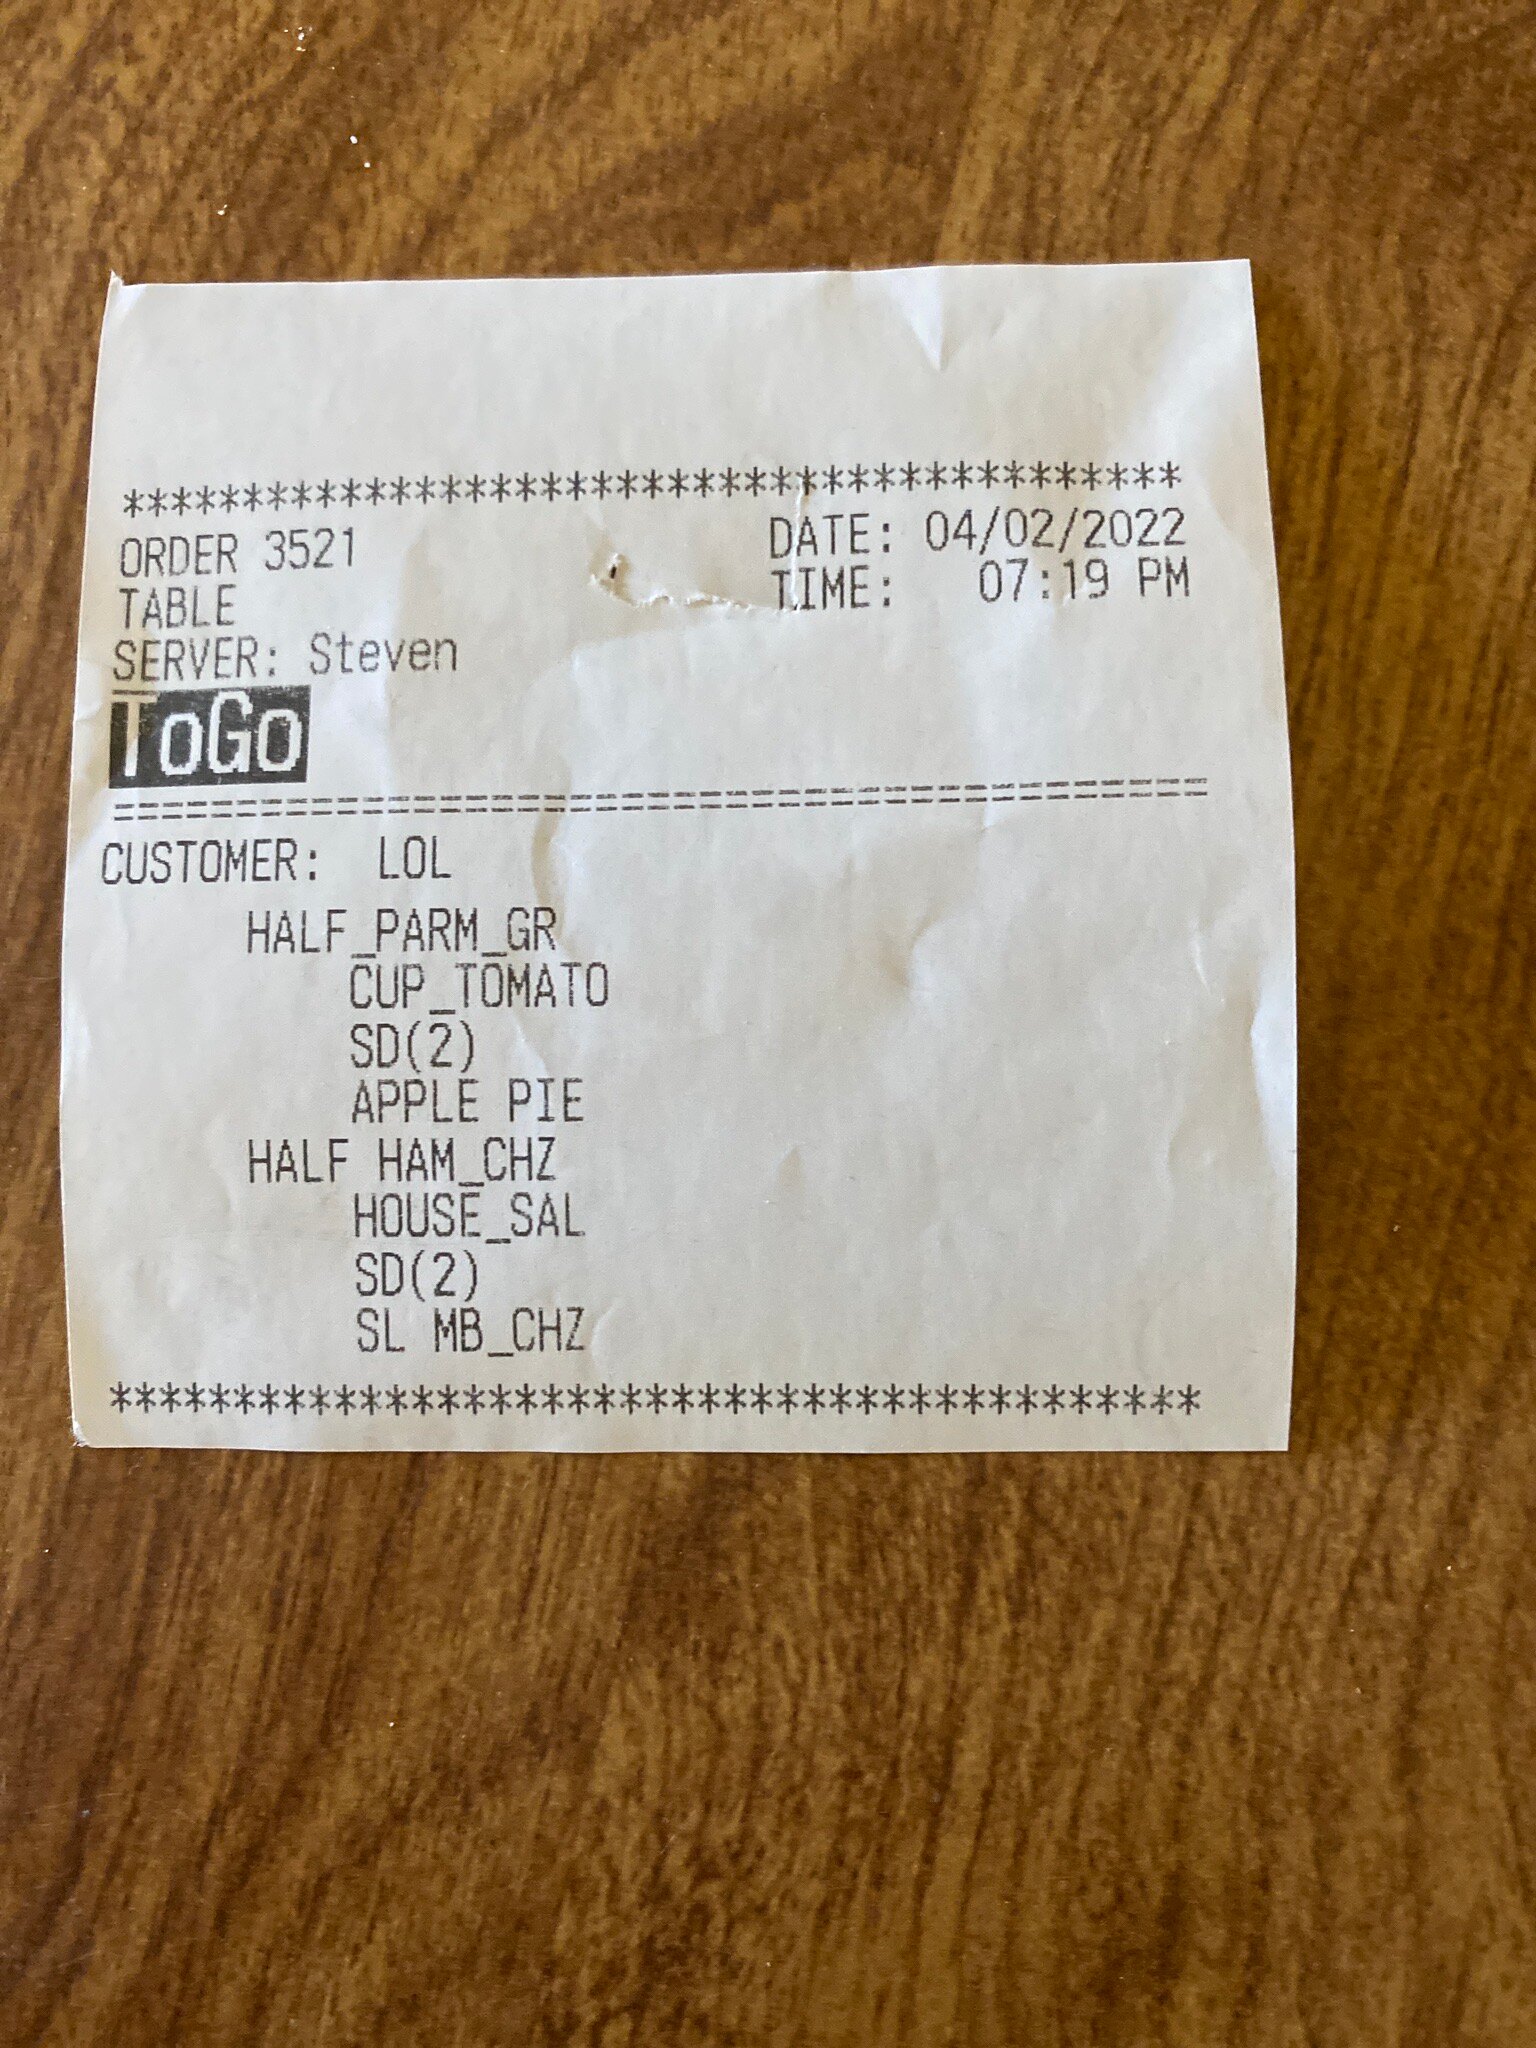 *******************************************
ORDER 3521 DATE: 04/02/2022
TABLE TIME: 07:19 PM
SERVER: Steven
ToGo
===========================================
CUSTOMER: LOL
HALF_PARM_GR
CUP_TOMATO
SD(2)
APPLE PIE
HALF HAM_CHZ
HOUSE_SAL
SD(2)
SL MB_CHZ
*******************************************